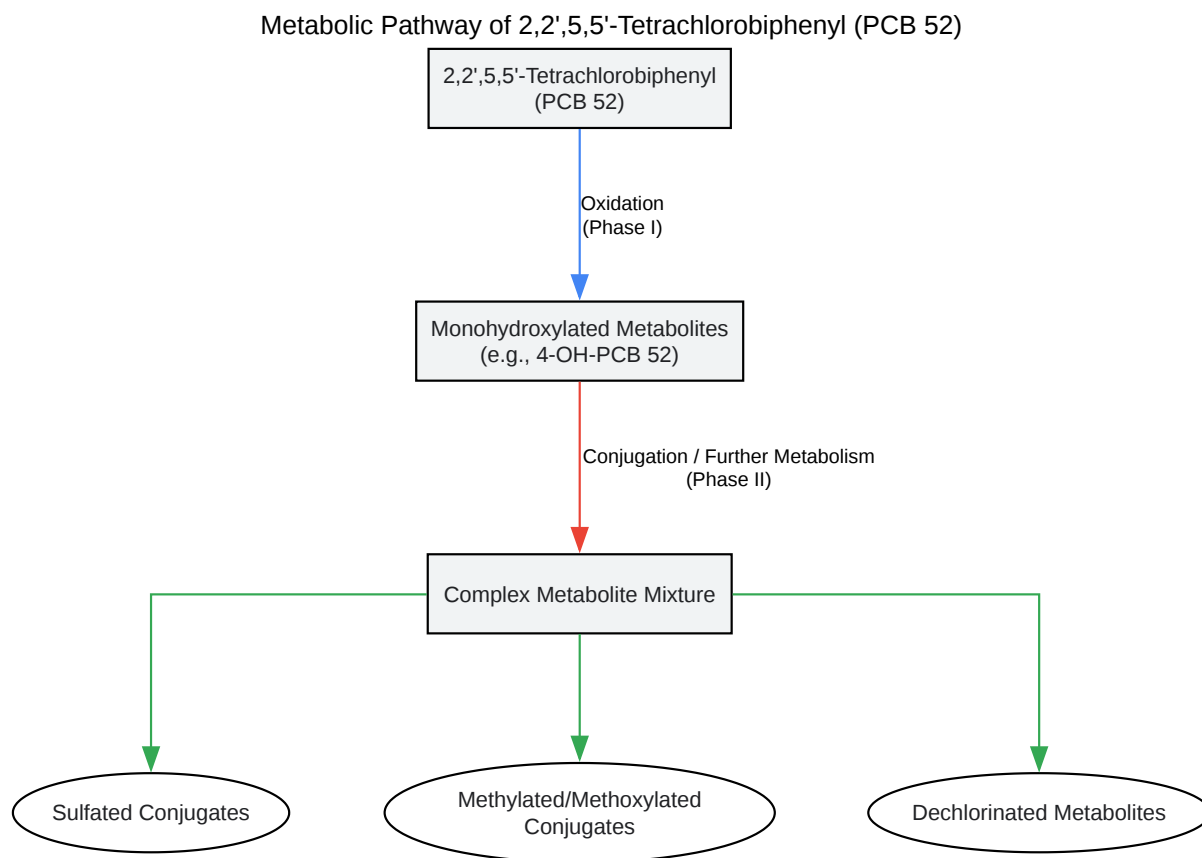 Metabolic Pathway of 2,2',5,5'-Tetrachlorobiphenyl (PCB 52)
2,2',5,5'-Tetrachlorobiphenyl
(PCB 52)
Oxidation
(Phase I)
Monohydroxylated Metabolites
(e.g., 4-OH-PCB 52)
Conjugation / Further Metabolism
(Phase II)
Complex Metabolite Mixture
Sulfated Conjugates
Methylated/Methoxylated
Conjugates
Dechlorinated Metabolites